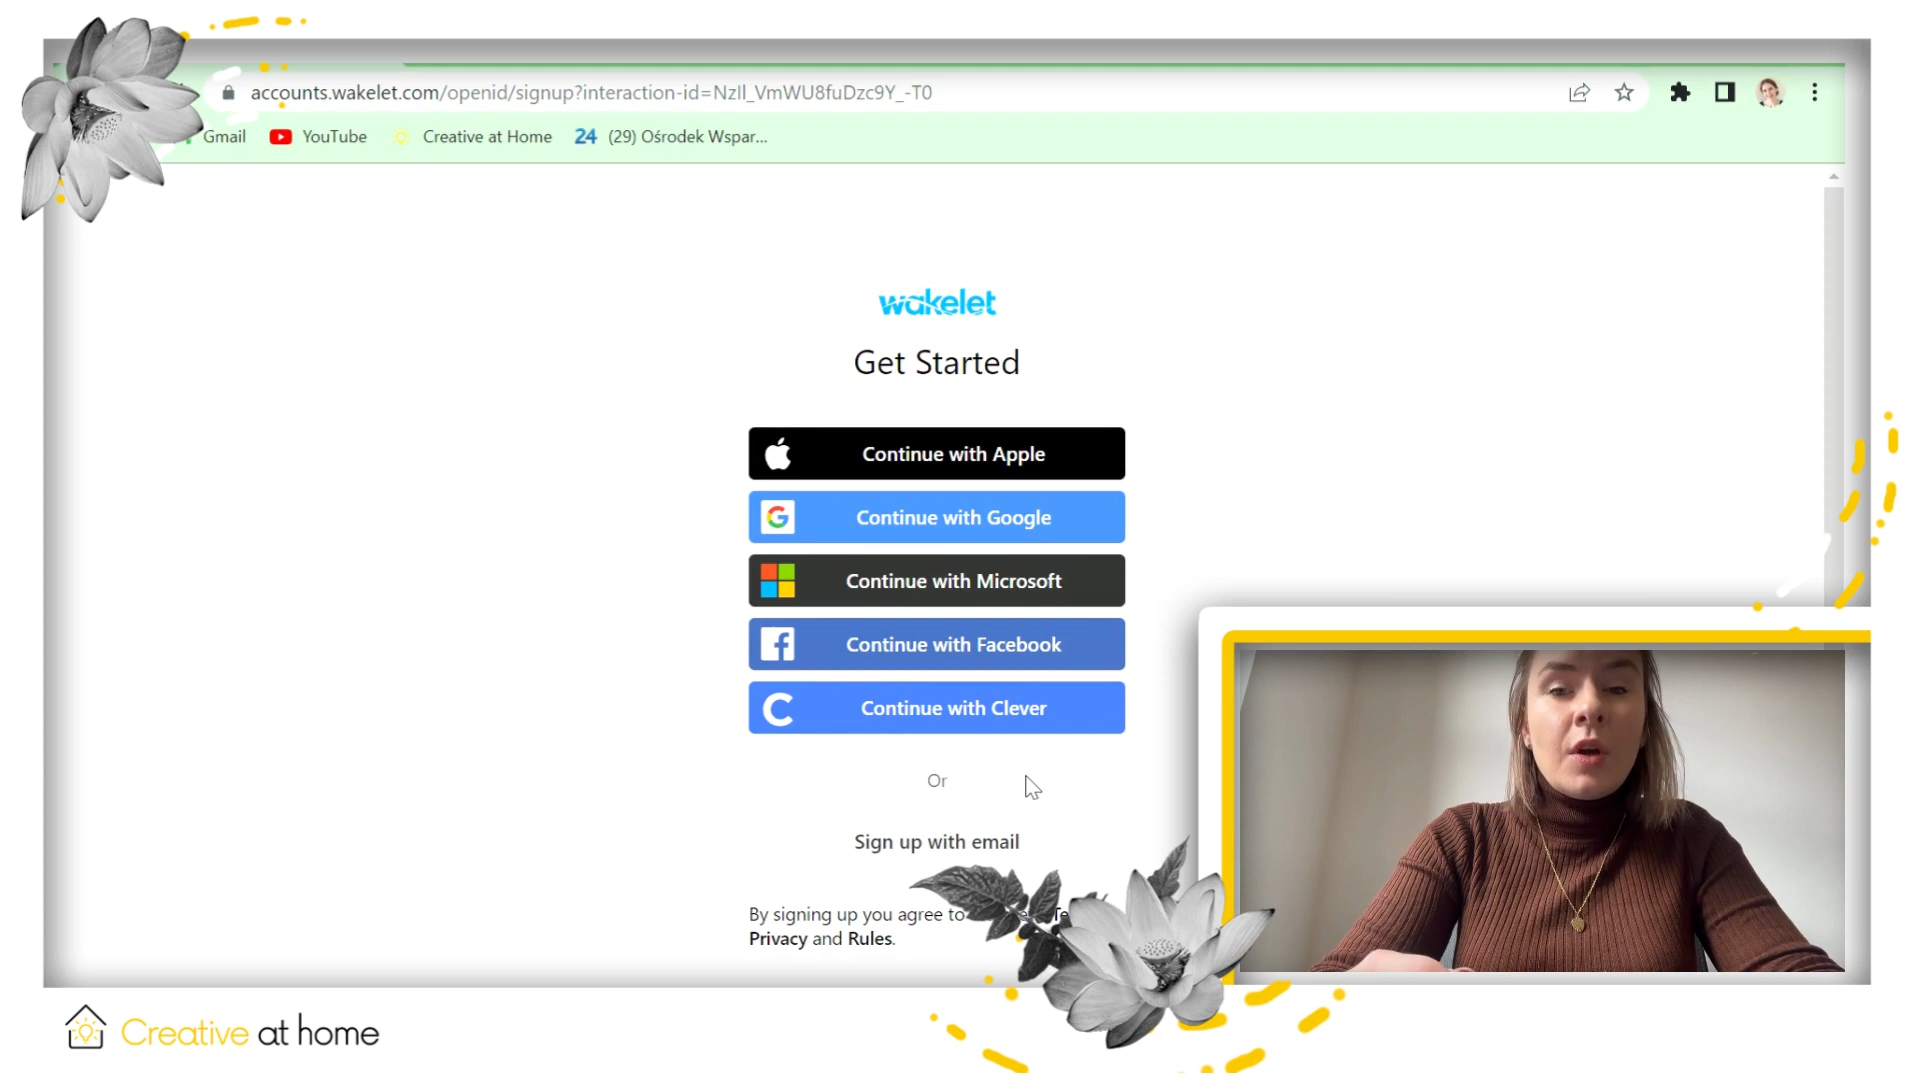 accounts.wakelet.com/openid/signup?interaction-id=NzIl_VmWU8fuDzc9Y_-T0
Gmail YouTube Creative at Home 24 (29) Ośrodek Wspar...
wakelet
Get Started
Continue with Apple
Continue with Google
Continue with Microsoft
Continue with Facebook
Continue with Clever
Or
Sign up with email
By signing up you agree to
Privacy and Rules.
Creative at home